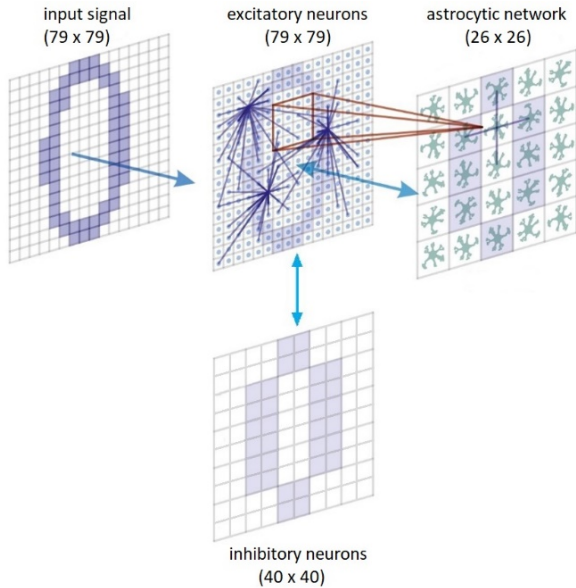 input signal
(79 x 79)
excitatory neurons
(79 x 79)
astrocytic network
(26 x 26)
inhibitory neurons
(40 x 40)